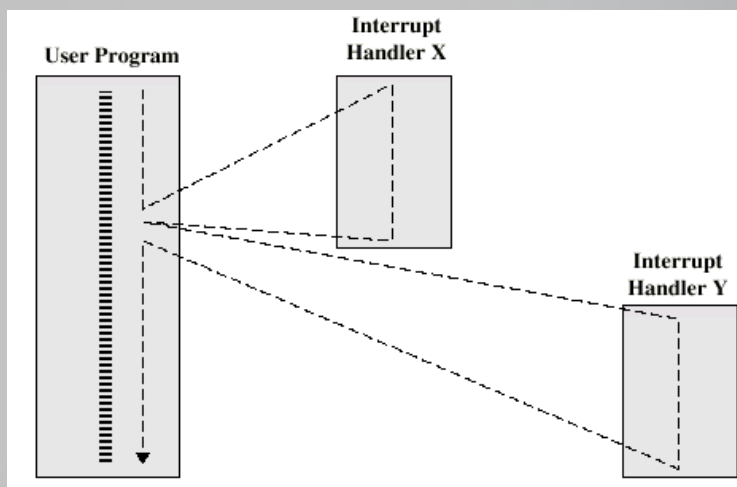 User Program
Interrupt
Handler X
Interrupt
Handler Y